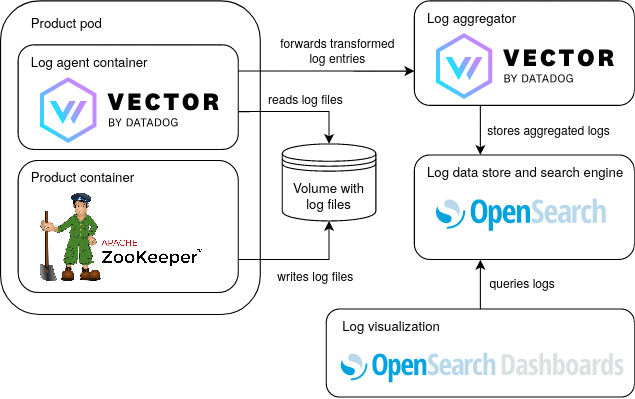 Product pod
Log agent container
VECTOR
BY DATADOG
forwards transformed
log entries
Log aggregator
VECTOR
BY DATADOG
reads log files
stores aggregated logs
Product container
APACHE
ZooKeeper™
Volume with
log files
Log data store and search engine
OpenSearch
writes log files
queries logs
Log visualization
OpenSearch Dashboards